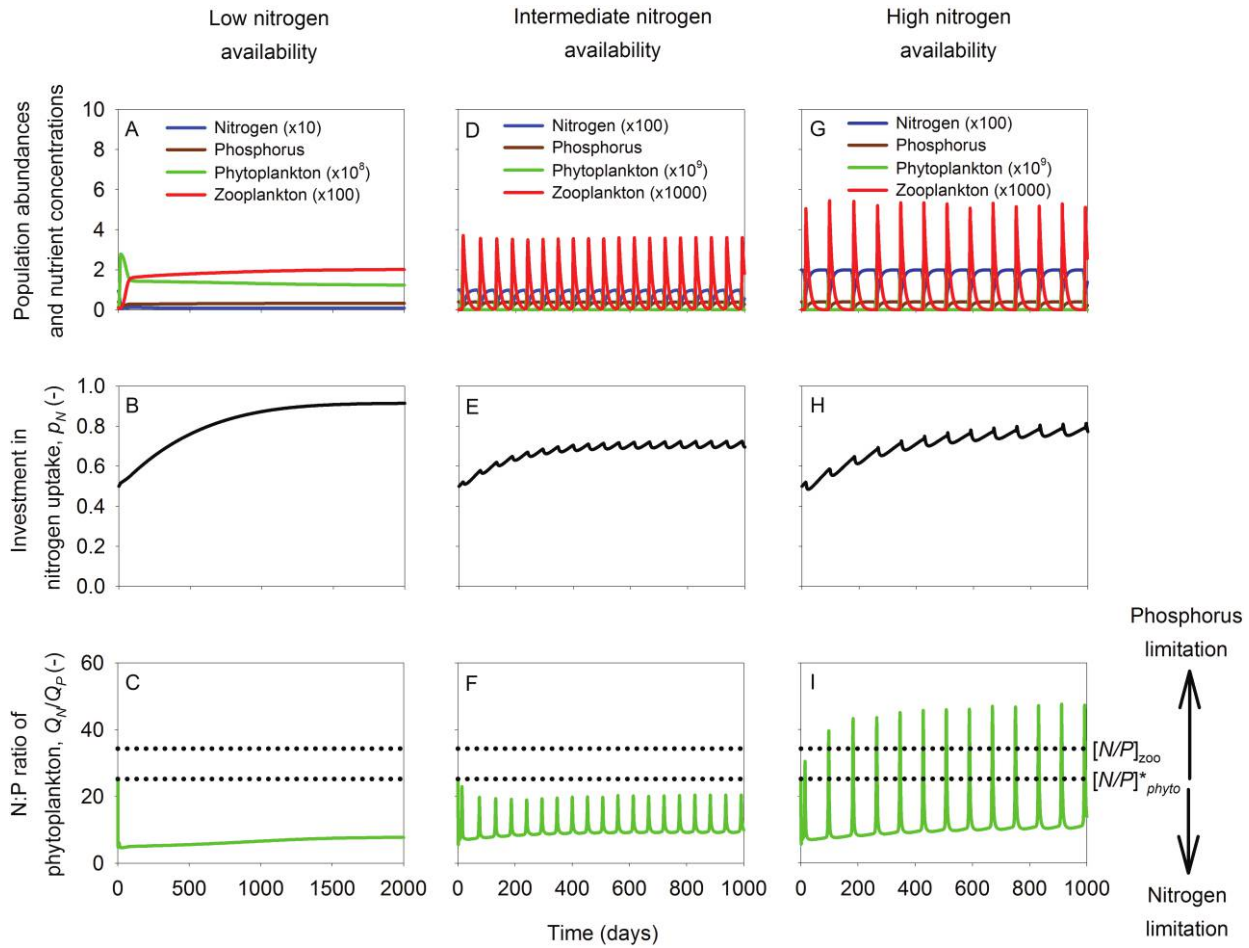 Low nitrogen
availability
Intermediate nitrogen
availability
High nitrogen
availability
Population abundances
and nutrient concentrations
10
8
6
4
2
0
A
Nitrogen (x10)
Phosphorus
Phytoplankton (x10⁸)
Zooplankton (x100)
D
Nitrogen (x100)
Phosphorus
Phytoplankton (x10⁹)
Zooplankton (x1000)
G
Nitrogen (x100)
Phosphorus
Phytoplankton (x10⁹)
Zooplankton (x1000)
Investment in
nitrogen uptake, p_N (-)
1.0
0.8
0.6
0.4
0.2
0.0
B
E
H
N:P ratio of
phytoplankton, Q_N/Q_P (-)
60
40
20
0
C
F
I
0 500 1000 1500 2000
0 200 400 600 800 1000
0 200 400 600 800 1000
Time (days)
Phosphorus
limitation
[N/P]zoo
[N/P]*phyto
Nitrogen
limitation